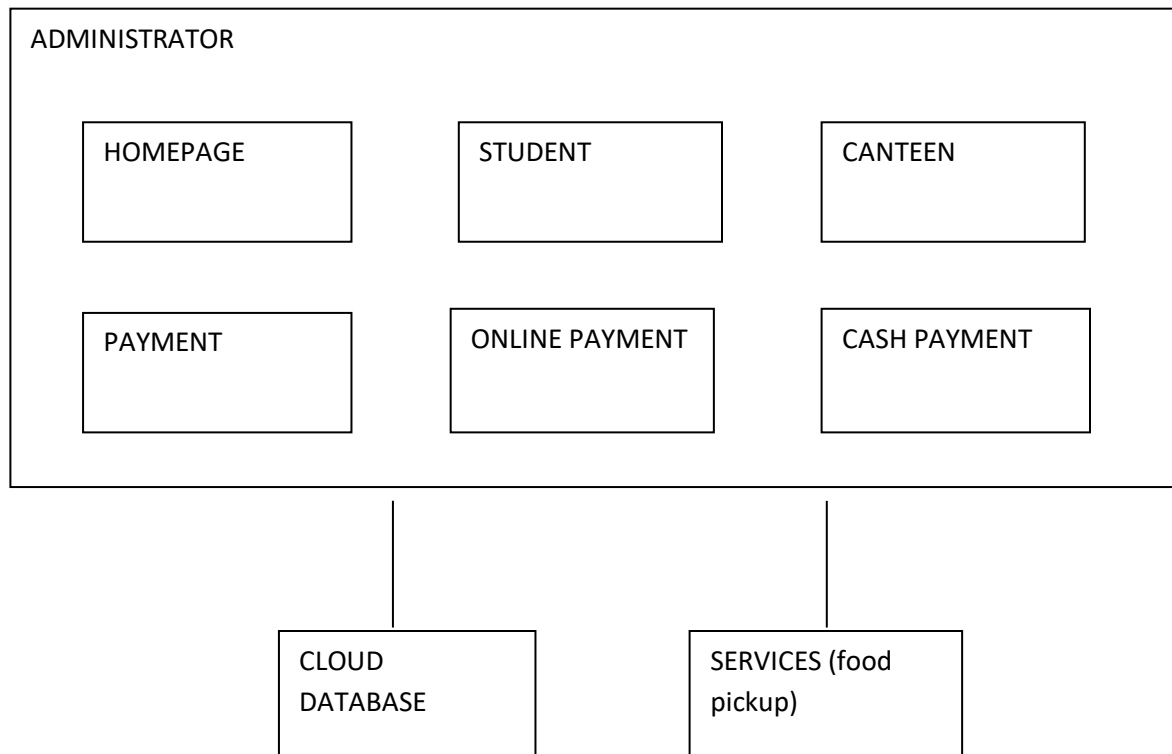 ADMINISTRATOR
HOMEPAGE
STUDENT
CANTEEN
PAYMENT
ONLINE PAYMENT
CASH PAYMENT
CLOUD
DATABASE
SERVICES (food
pickup)